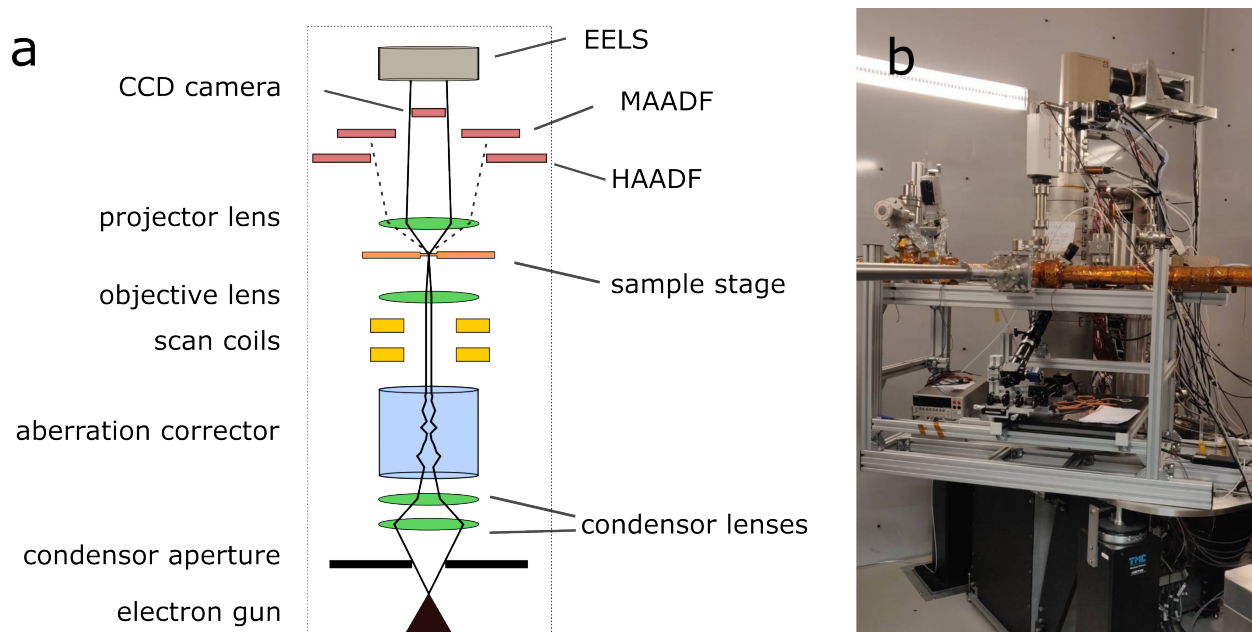 a
EELS
CCD camera
MAADF
HAADF
projector lens
sample stage
objective lens
scan coils
aberration corrector
condensor lenses
condensor aperture
electron gun
b
TMC